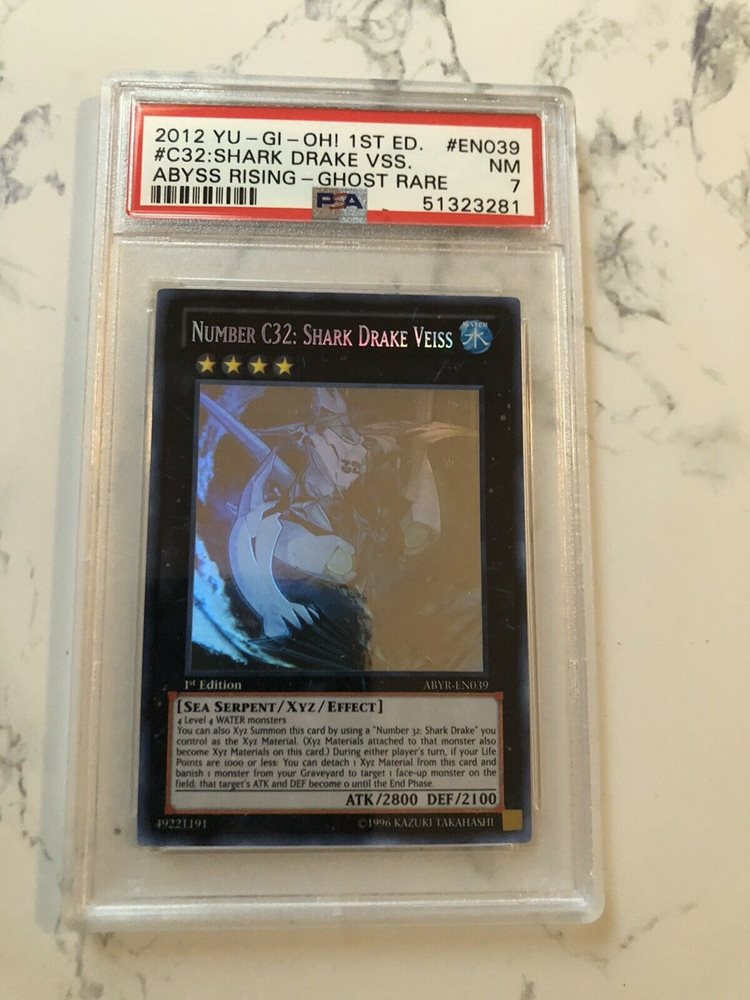 2012 YU-GI-OH! 1ST ED. #EN039
#C32:SHARK DRAKE VSS. NM
ABYSS RISING-GHOST RARE 7
PSA 51323281
NUMBER C32: SHARK DRAKE VEISS
WATER
水
32
1st Edition ABYR-EN039
[SEA SERPENT/XYZ/EFFECT]
4 Level 4 WATER monsters
You can also Xyz Summon this card by using a "Number 32: Shark Drake" you
control as the Xyz Material. (Xyz Materials attached to that monster also
become Xyz Materials on this card.) During either player's turn, if your Life
Points are 1000 or less: You can detach 1 Xyz Material from this card and
banish 1 monster from your Graveyard to target 1 face-up monster on the
field; that target's ATK and DEF become 0 until the End Phase.
ATK/2800 DEF/2100
49221191 ©1996 KAZUKI TAKAHASHI